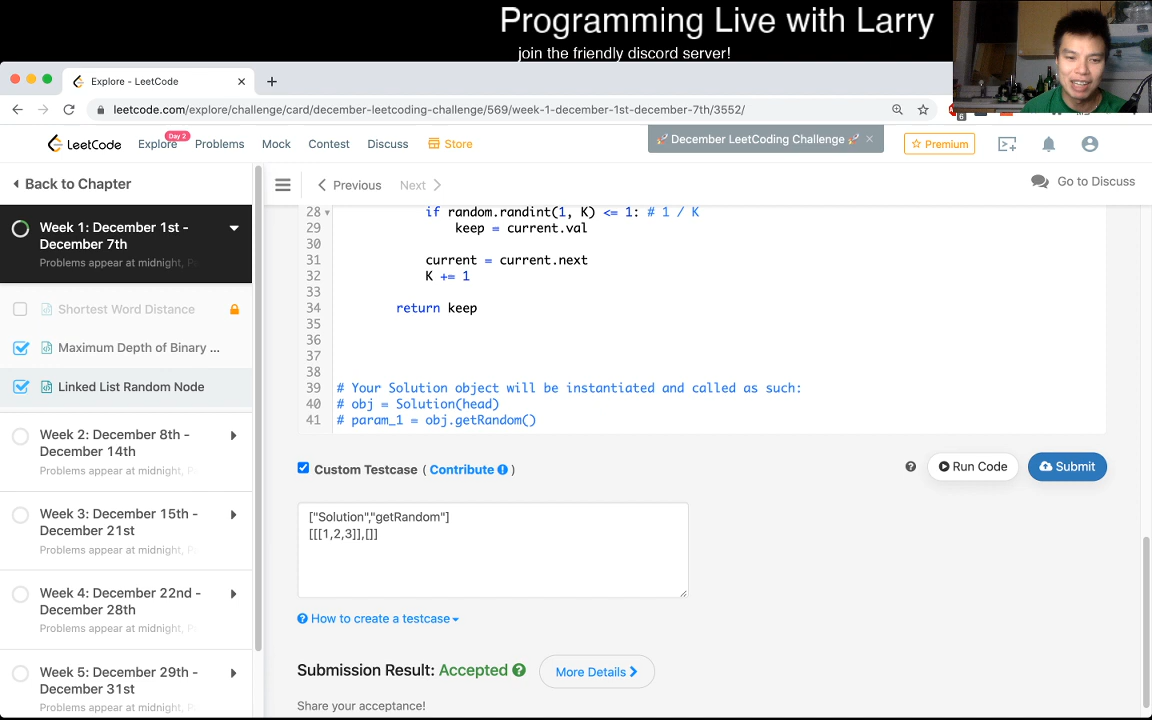 Programming Live with Larry
join the friendly discord server!
Explore - LeetCode
leetcode.com/explore/challenge/card/december-leetcoding-challenge/569/week-1-december-1st-december-7th/3552/
6
LeetCode
Explore
Day 2
Problems
Mock
Contest
Discuss
Store
🚀 December LeetCoding Challenge 🚀
Premium
Back to Chapter
Previous
Next
Go to Discuss
Week 1: December 1st -
December 7th
Problems appear at midnight, P
Shortest Word Distance
Maximum Depth of Binary ...
Linked List Random Node
Week 2: December 8th -
December 14th
Problems appear at midnight, P
Week 3: December 15th -
December 21st
Problems appear at midnight, P
Week 4: December 22nd -
December 28th
Problems appear at midnight, P
Week 5: December 29th -
December 31st
Problems appear at midnight, P
28 if random.randint(1, K) <= 1: # 1 / K
29 keep = current.val
30
31 current = current.next
32 K += 1
33
34 return keep
35
36
37
38
39 # Your Solution object will be instantiated and called as such:
40 # obj = Solution(head)
41 # param_1 = obj.getRandom()
Custom Testcase ( Contribute )
Run Code
Submit
["Solution","getRandom"]
[[[1,2,3]],[]]
How to create a testcase
Submission Result: Accepted
More Details
Share your acceptance!